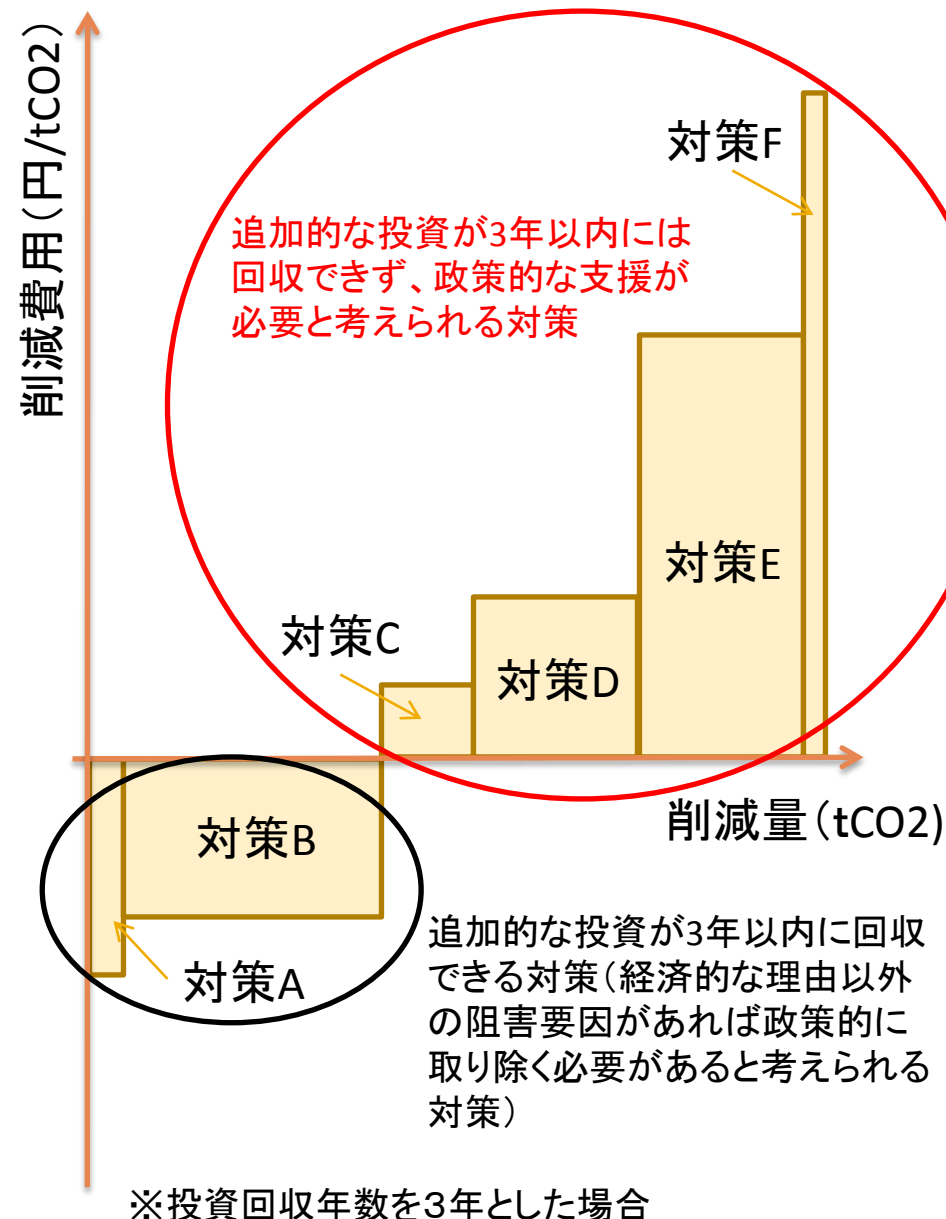 削減費用(円/tCO2)
対策F
追加的な投資が3年以内には
回収できず、政策的な支援が
必要と考えられる対策
対策E
対策C
対策D
削減量(tCO2)
対策B
対策A
追加的な投資が3年以内に回収
できる対策(経済的な理由以外
の阻害要因があれば政策的に
取り除く必要があると考えられる
対策)
※投資回収年数を３年とした場合